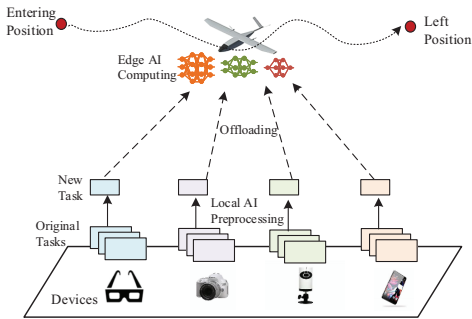 Entering
Position
Left
Position
Edge AI
Computing
Offloading
New
Task
Local AI
Preprocessing
Original
Tasks
Devices